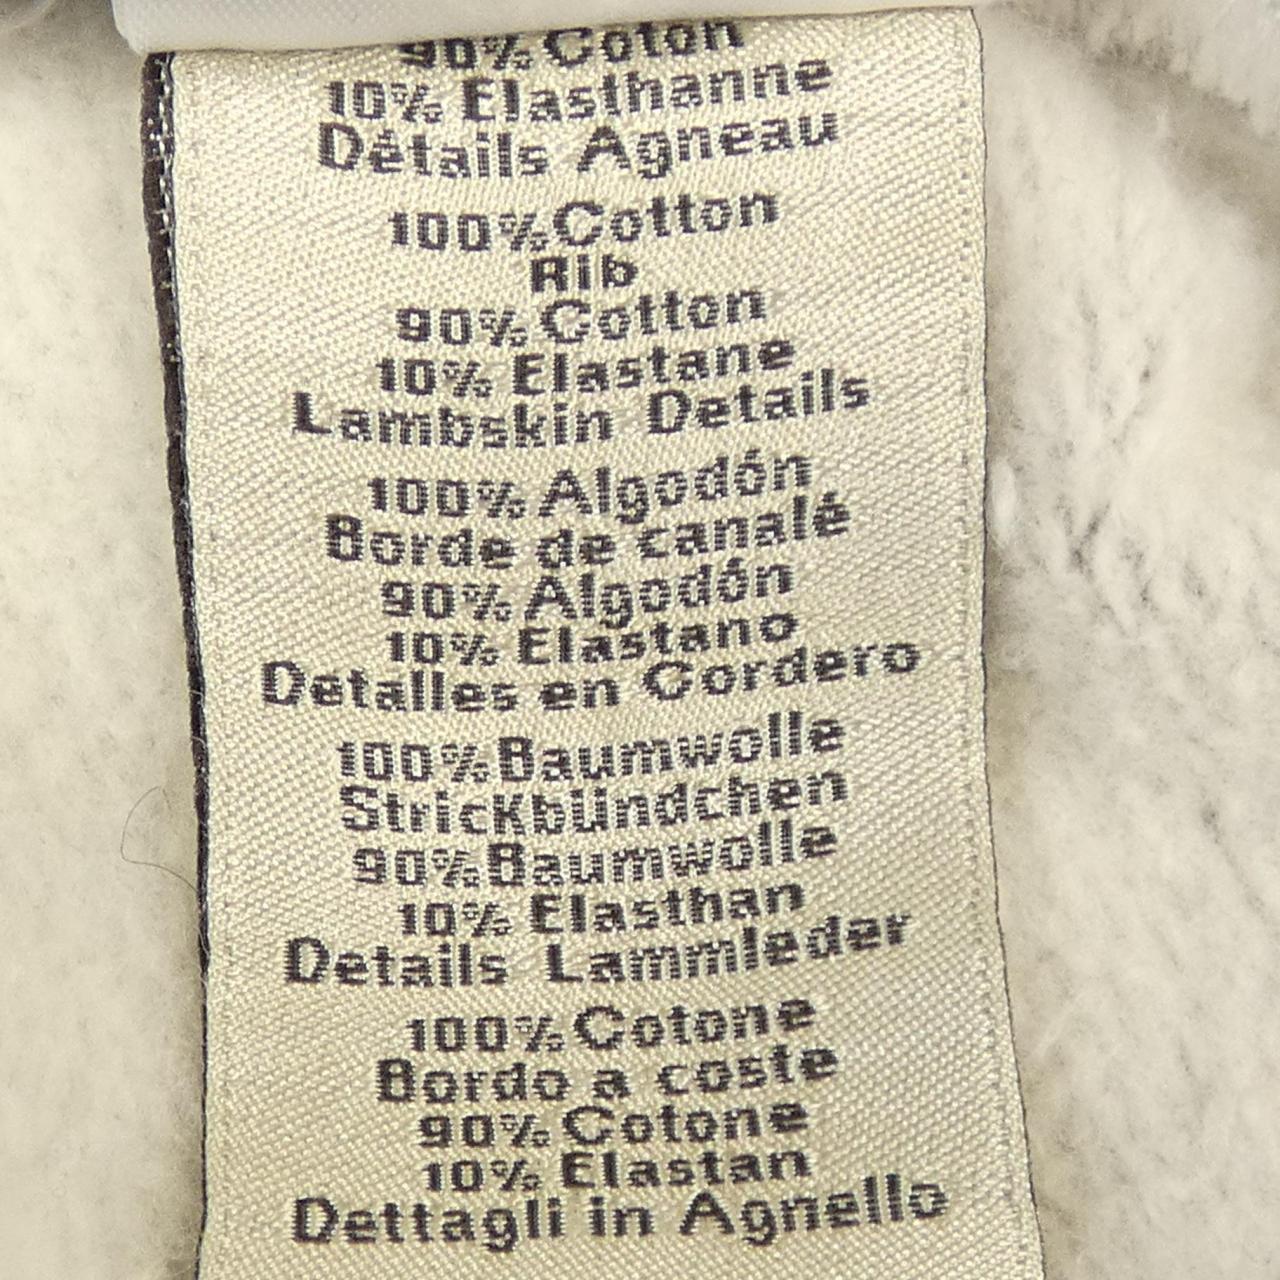 90% Coton
10% Elasthanne
Détails Agneau
100% Cotton
Rib
90% Cotton
10% Elastane
Lambskin Details
100% Algodón
Borde de canalé
90% Algodón
10% Elastano
Detalles en Cordero
100% Baumwolle
Strickbündchen
90% Baumwolle
10% Elasthan
Details Lammleder
100% Cotone
Bordo a coste
90% Cotone
10% Elastan
Dettagli in Agnello